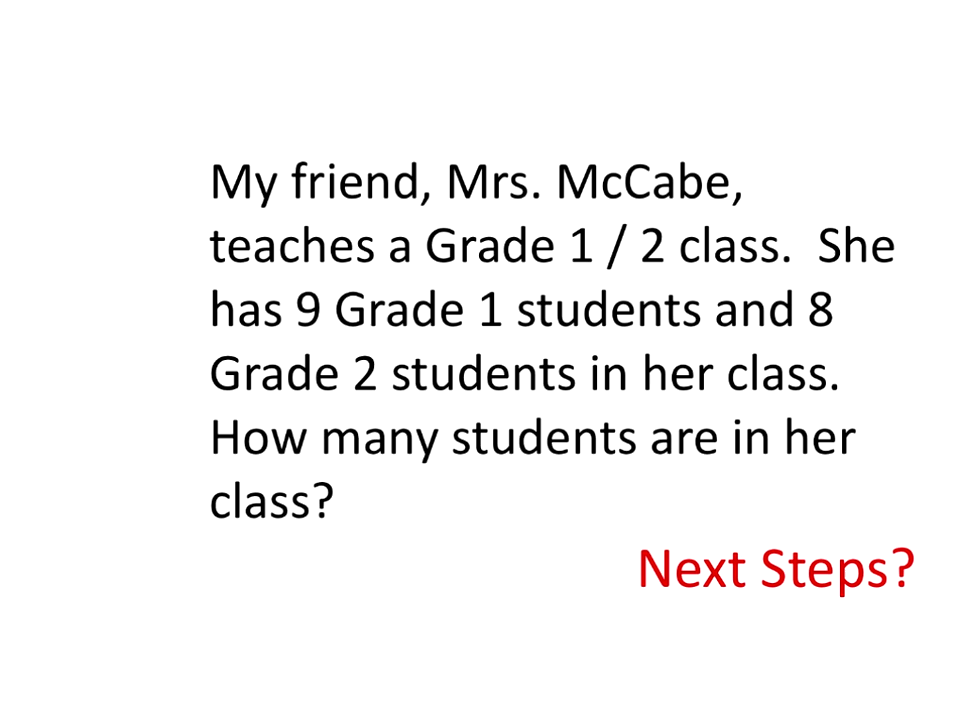 My friend, Mrs. McCabe,
teaches a Grade 1 / 2 class.  She
has 9 Grade 1 students and 8
Grade 2 students in her class.
How many students are in her
class?
Next Steps?